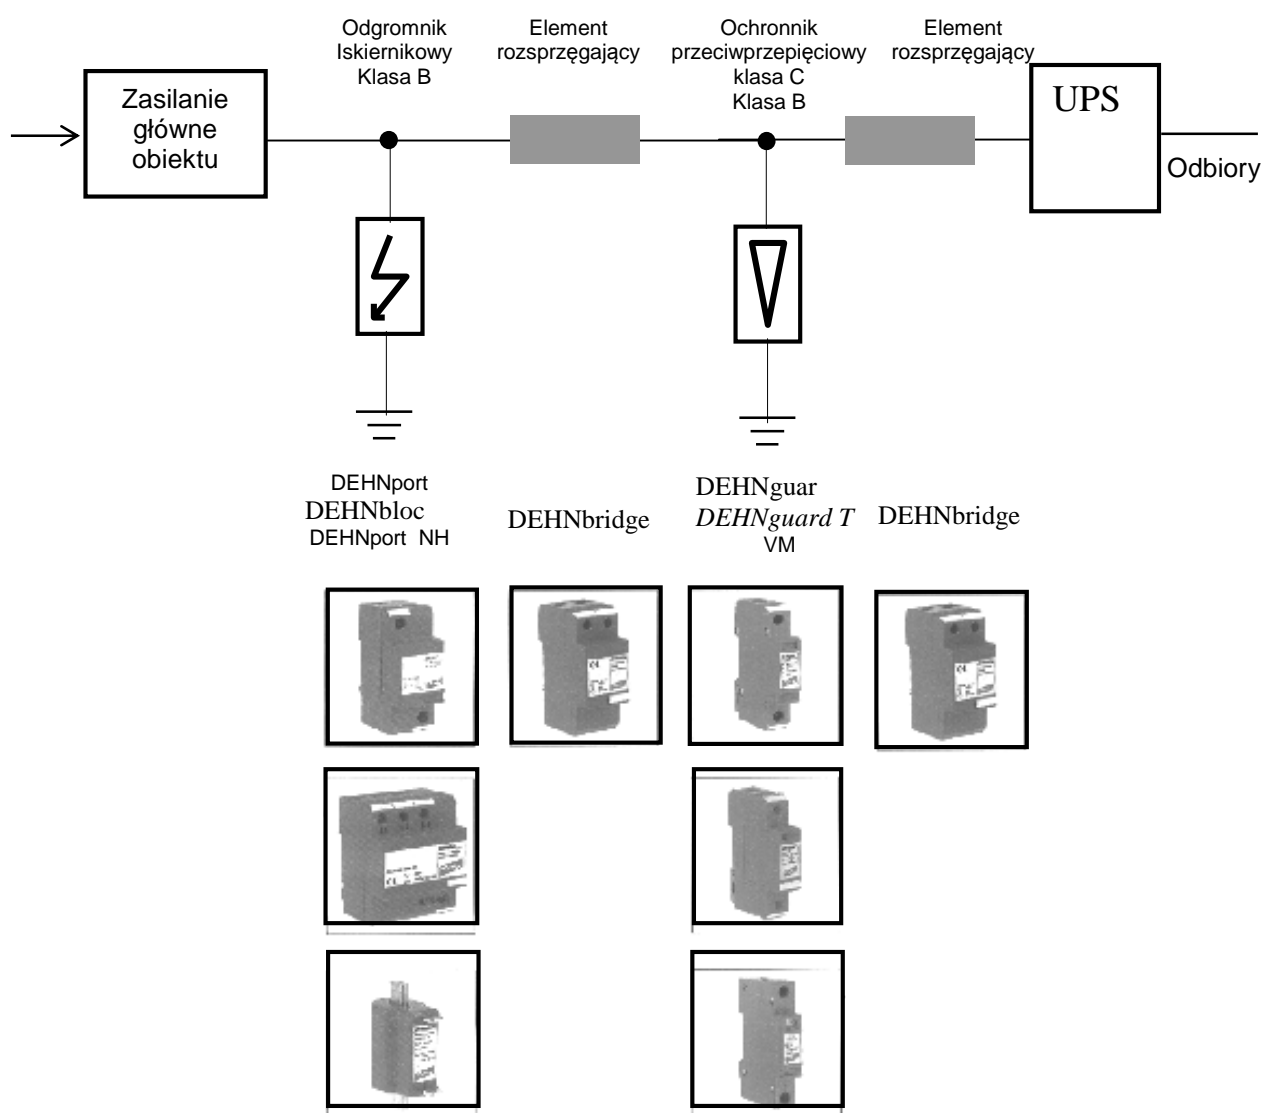 Odgromnik
Iskiernikowy
Klasa B
Element
rozsprzęgający
Ochronnik
przeciwprzepięciowy
klasa C
Klasa B
Element
rozsprzęgający
Zasilanie
główne
obiektu
UPS
Odbiory
DEHNport
DEHNbloc
DEHNport NH
DEHNbridge
DEHNguar
DEHNguard T
VM
DEHNbridge